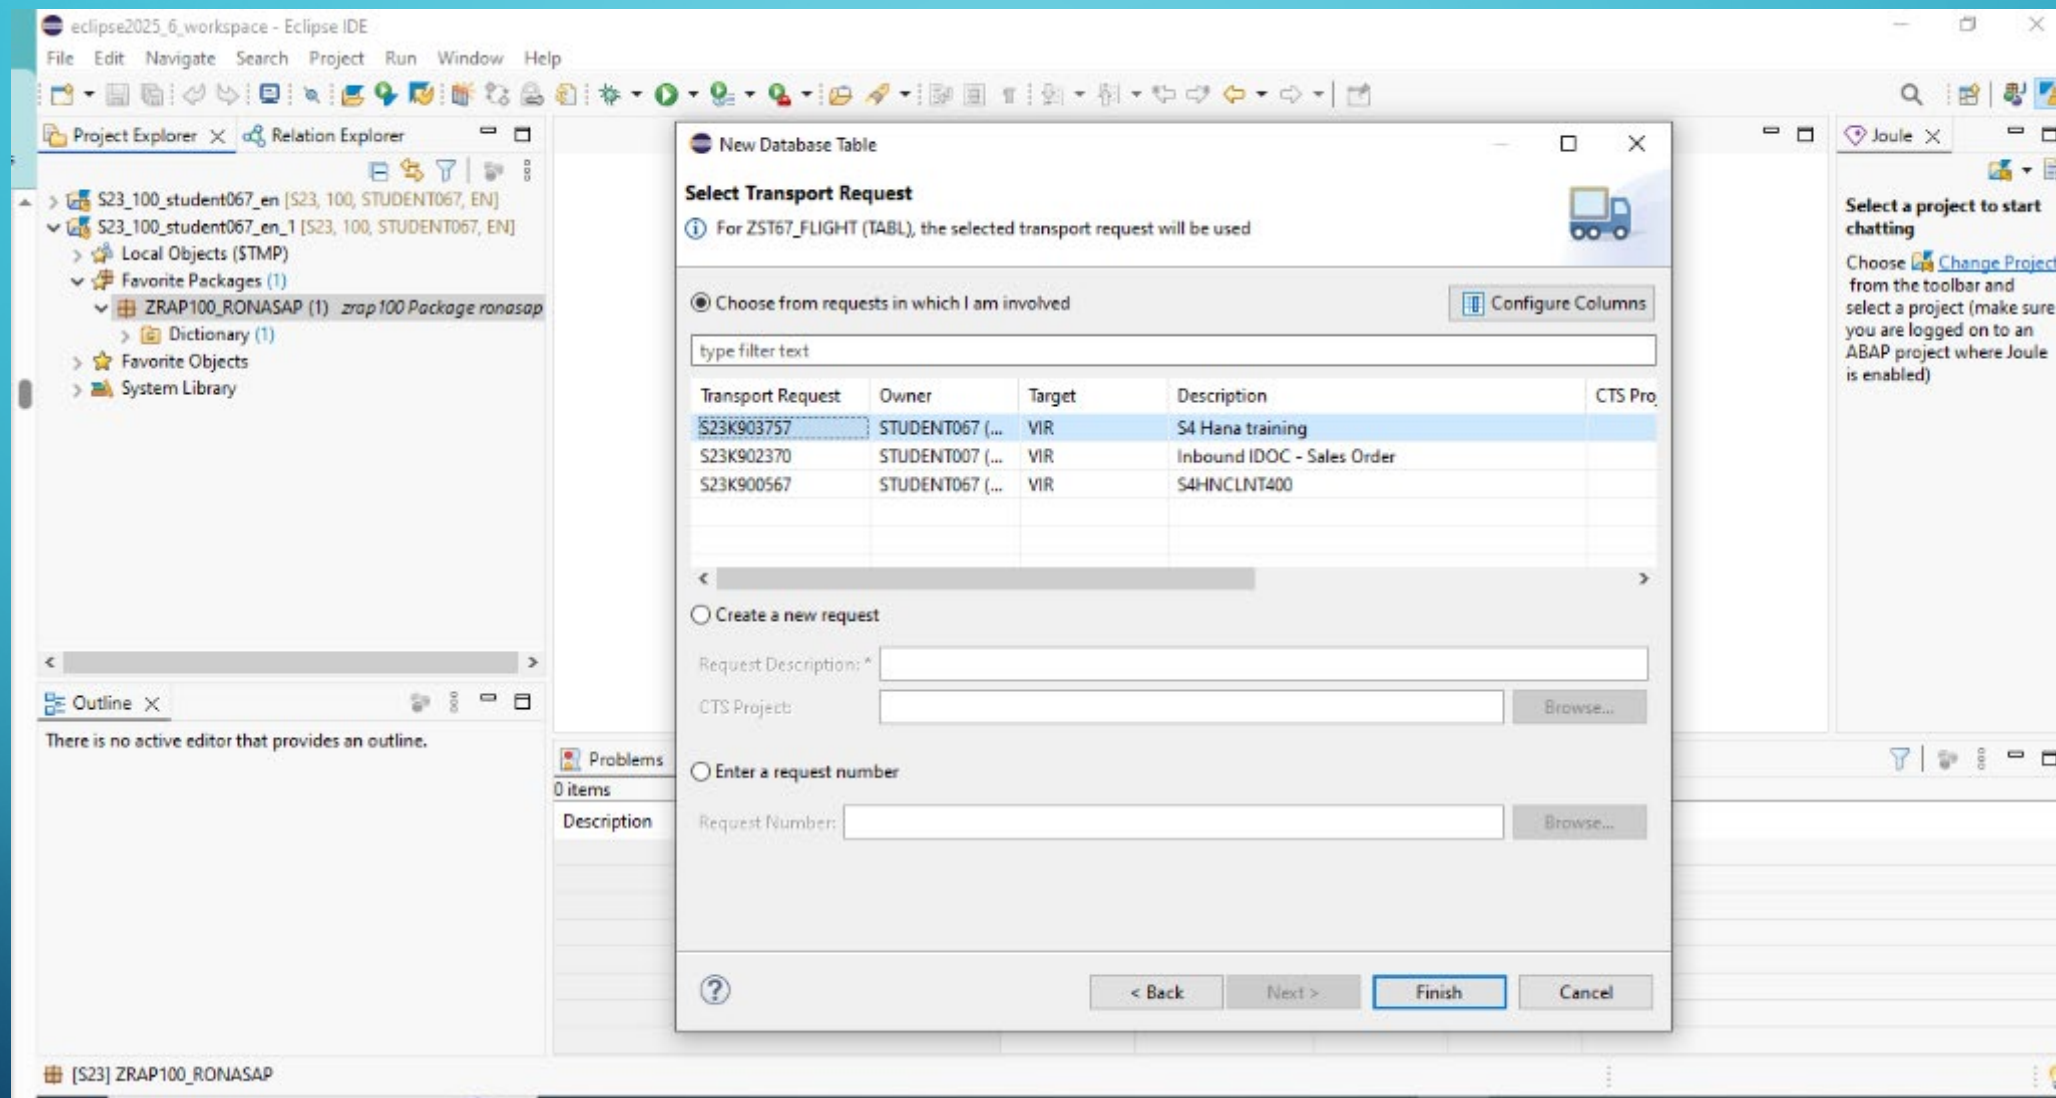 eclipse2025_6_workspace - Eclipse IDE
File Edit Navigate Search Project Run Window Help
Project Explorer
Relation Explorer
S23_100_student067_en [S23, 100, STUDENT067, EN]
S23_100_student067_en_1 [S23, 100, STUDENT067, EN]
Local Objects ($TMP)
Favorite Packages (1)
ZRAP100_RONASAP (1) zrap100 Package ronasap
Dictionary (1)
Favorite Objects
System Library
Outline
There is no active editor that provides an outline.
Problems
0 items
Description
New Database Table
Select Transport Request
For ZST67_FLIGHT (TABL), the selected transport request will be used
Choose from requests in which I am involved
Configure Columns
type filter text
Transport Request Owner Target Description CTS Proj
S23K903757 STUDENT067 (... VIR S4 Hana training
S23K902370 STUDENT007 (... VIR Inbound IDOC - Sales Order
S23K900567 STUDENT067 (... VIR S4HNCLNT400
Create a new request
Request Description: *
CTS Project:
Browse...
Enter a request number
Request Number:
Browse...
< Back
Next >
Finish
Cancel
Joule
Select a project to start
chatting
Choose Change Project
from the toolbar and
select a project (make sure
you are logged on to an
ABAP project where Joule
is enabled)
[S23] ZRAP100_RONASAP